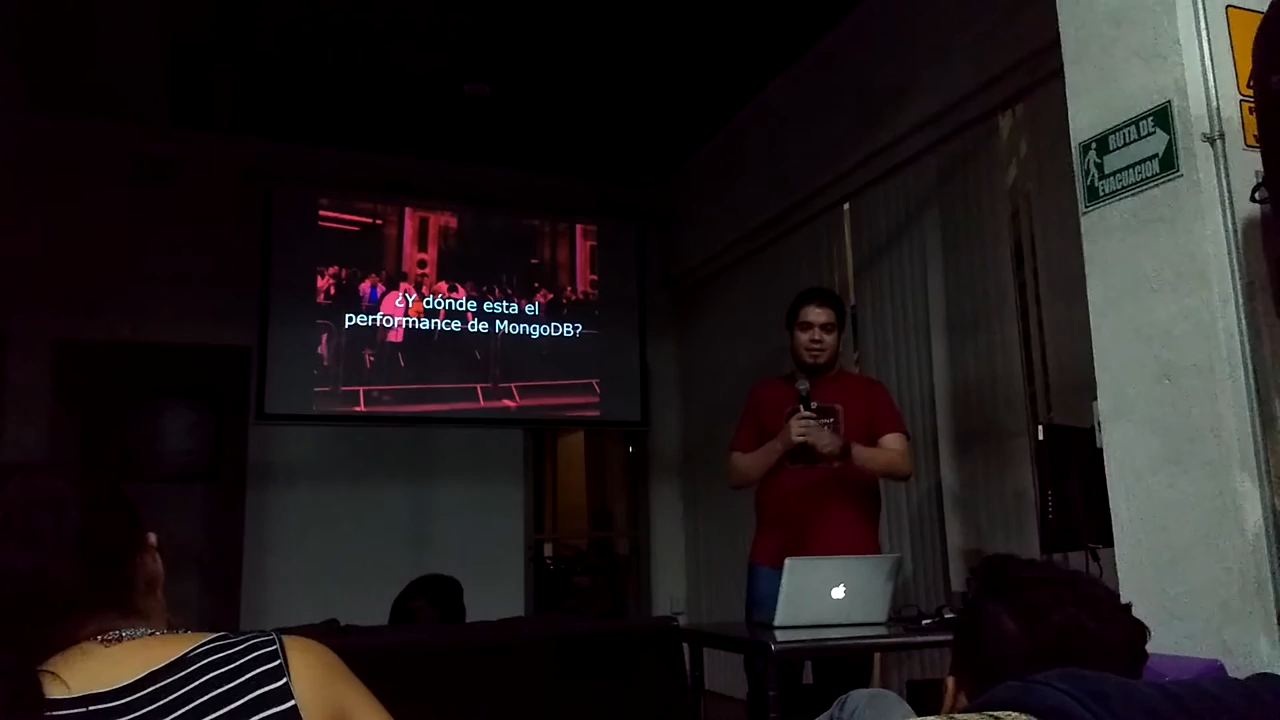 ¿Y dónde esta el
performance de MongoDB?
RUTA DE
EVACUACION